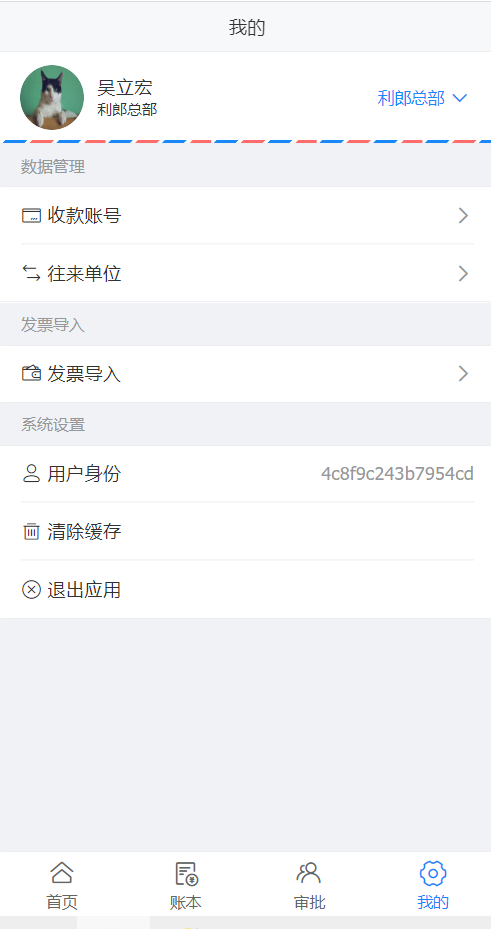 我的
吴立宏
利郎总部
利郎总部
数据管理
收款账号
往来单位
发票导入
发票导入
系统设置
用户身份 4c8f9c243b7954cd
清除缓存
退出应用
首页 账本 审批 我的